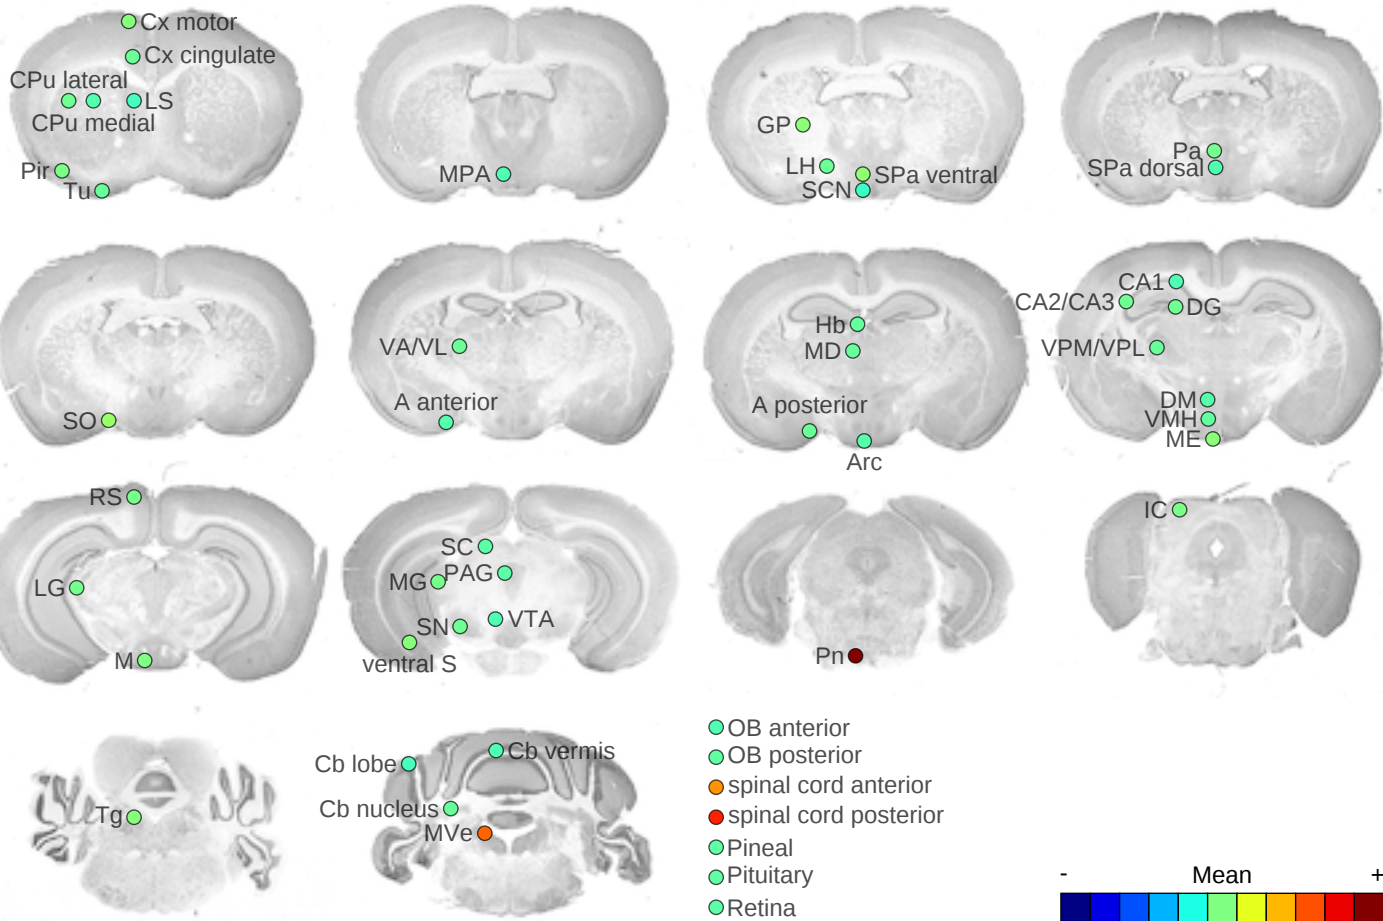 Cx motor
Cx cingulate
CPu lateral
LS
CPu medial
Pir
Tu
MPA
GP
LH
SPa ventral
SCN
Pa
SPa dorsal
SO
VA/VL
A anterior
Hb
MD
A posterior
Arc
CA1
CA2/CA3
DG
VPM/VPL
DM
VMH
ME
RS
LG
M
SC
MG
PAG
SN
VTA
ventral S
Pn
IC
Tg
Cb lobe
Cb vermis
Cb nucleus
MVe
OB anterior
OB posterior
spinal cord anterior
spinal cord posterior
Pineal
Pituitary
Retina
- Mean +